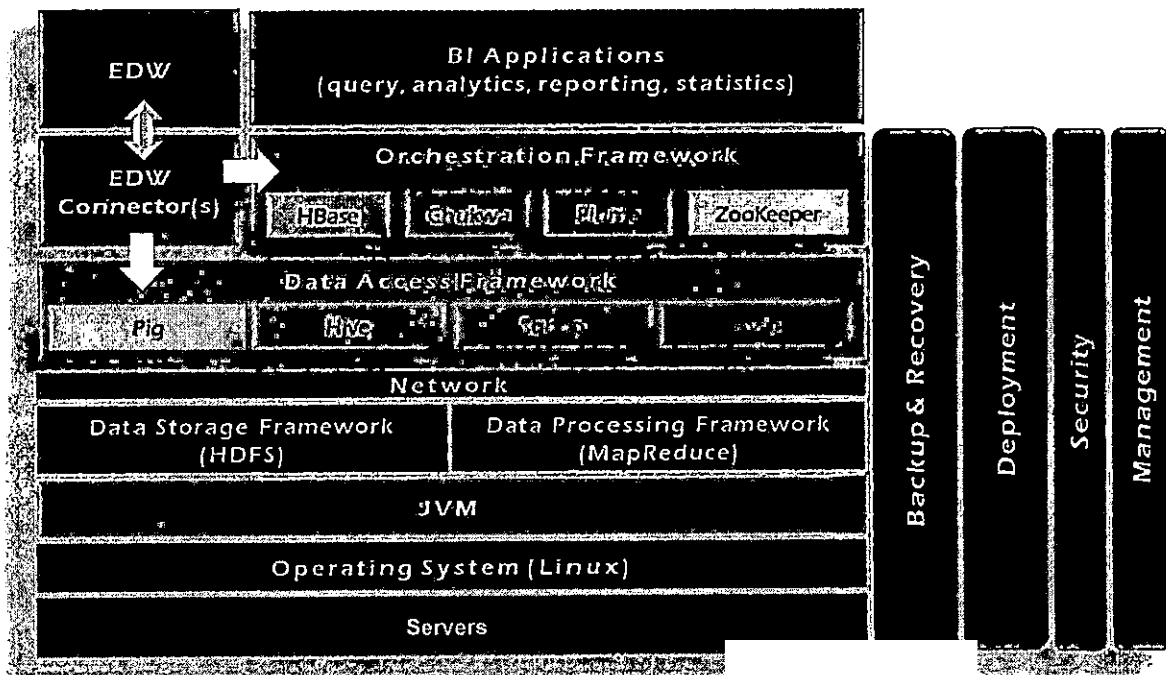 EDW
BI Applications
(query, analytics, reporting, statistics)
EDW
Connector(s)
Orchestration Framework
HBase
Chukwa
Flume
ZooKeeper
Data Access Framework
Pig
Hive
Network
Data Storage Framework
(HDFS)
Data Processing Framework
(MapReduce)
JVM
Operating System (Linux)
Servers
Backup & Recovery
Deployment
Security
Management